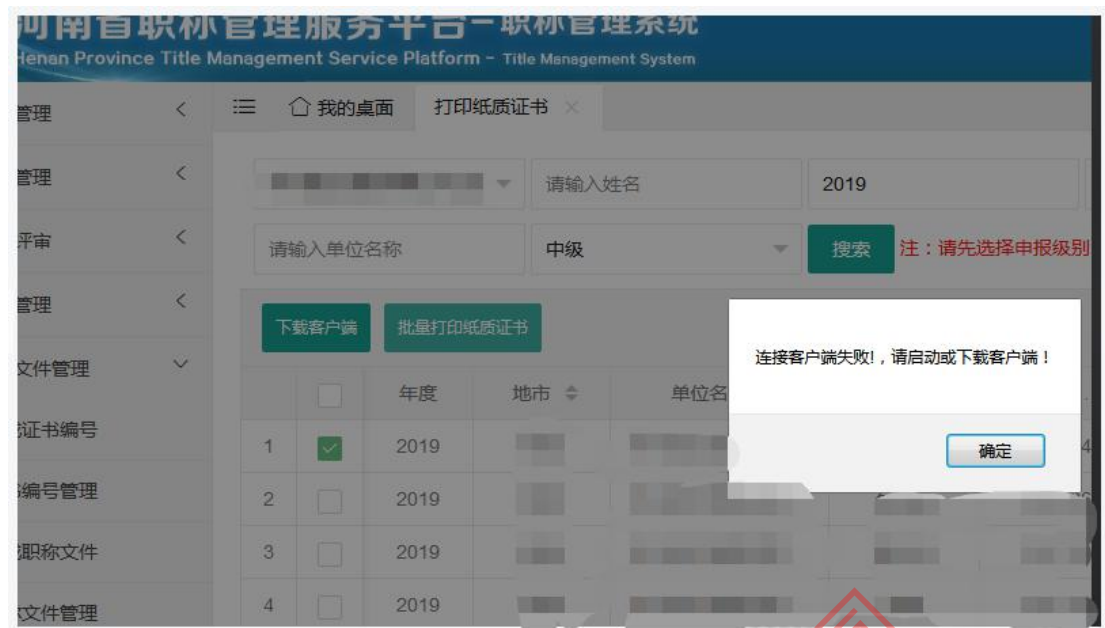 河南省职称管理服务平台-职称管理系统
Henan Province Title Management Service Platform - Title Management System
管理
我的桌面 打印纸质证书
管理
请输入姓名 2019
评审
请输入单位名称 中级 搜索 注：请先选择申报级别
管理
下载客户端 批量打印纸质证书
连接客户端失败!，请启动或下载客户端！
文件管理
年度 地市 单位名
证书编号
1 2019
确定
编号管理
2 2019
职称文件
3 2019
文件管理
4 2019